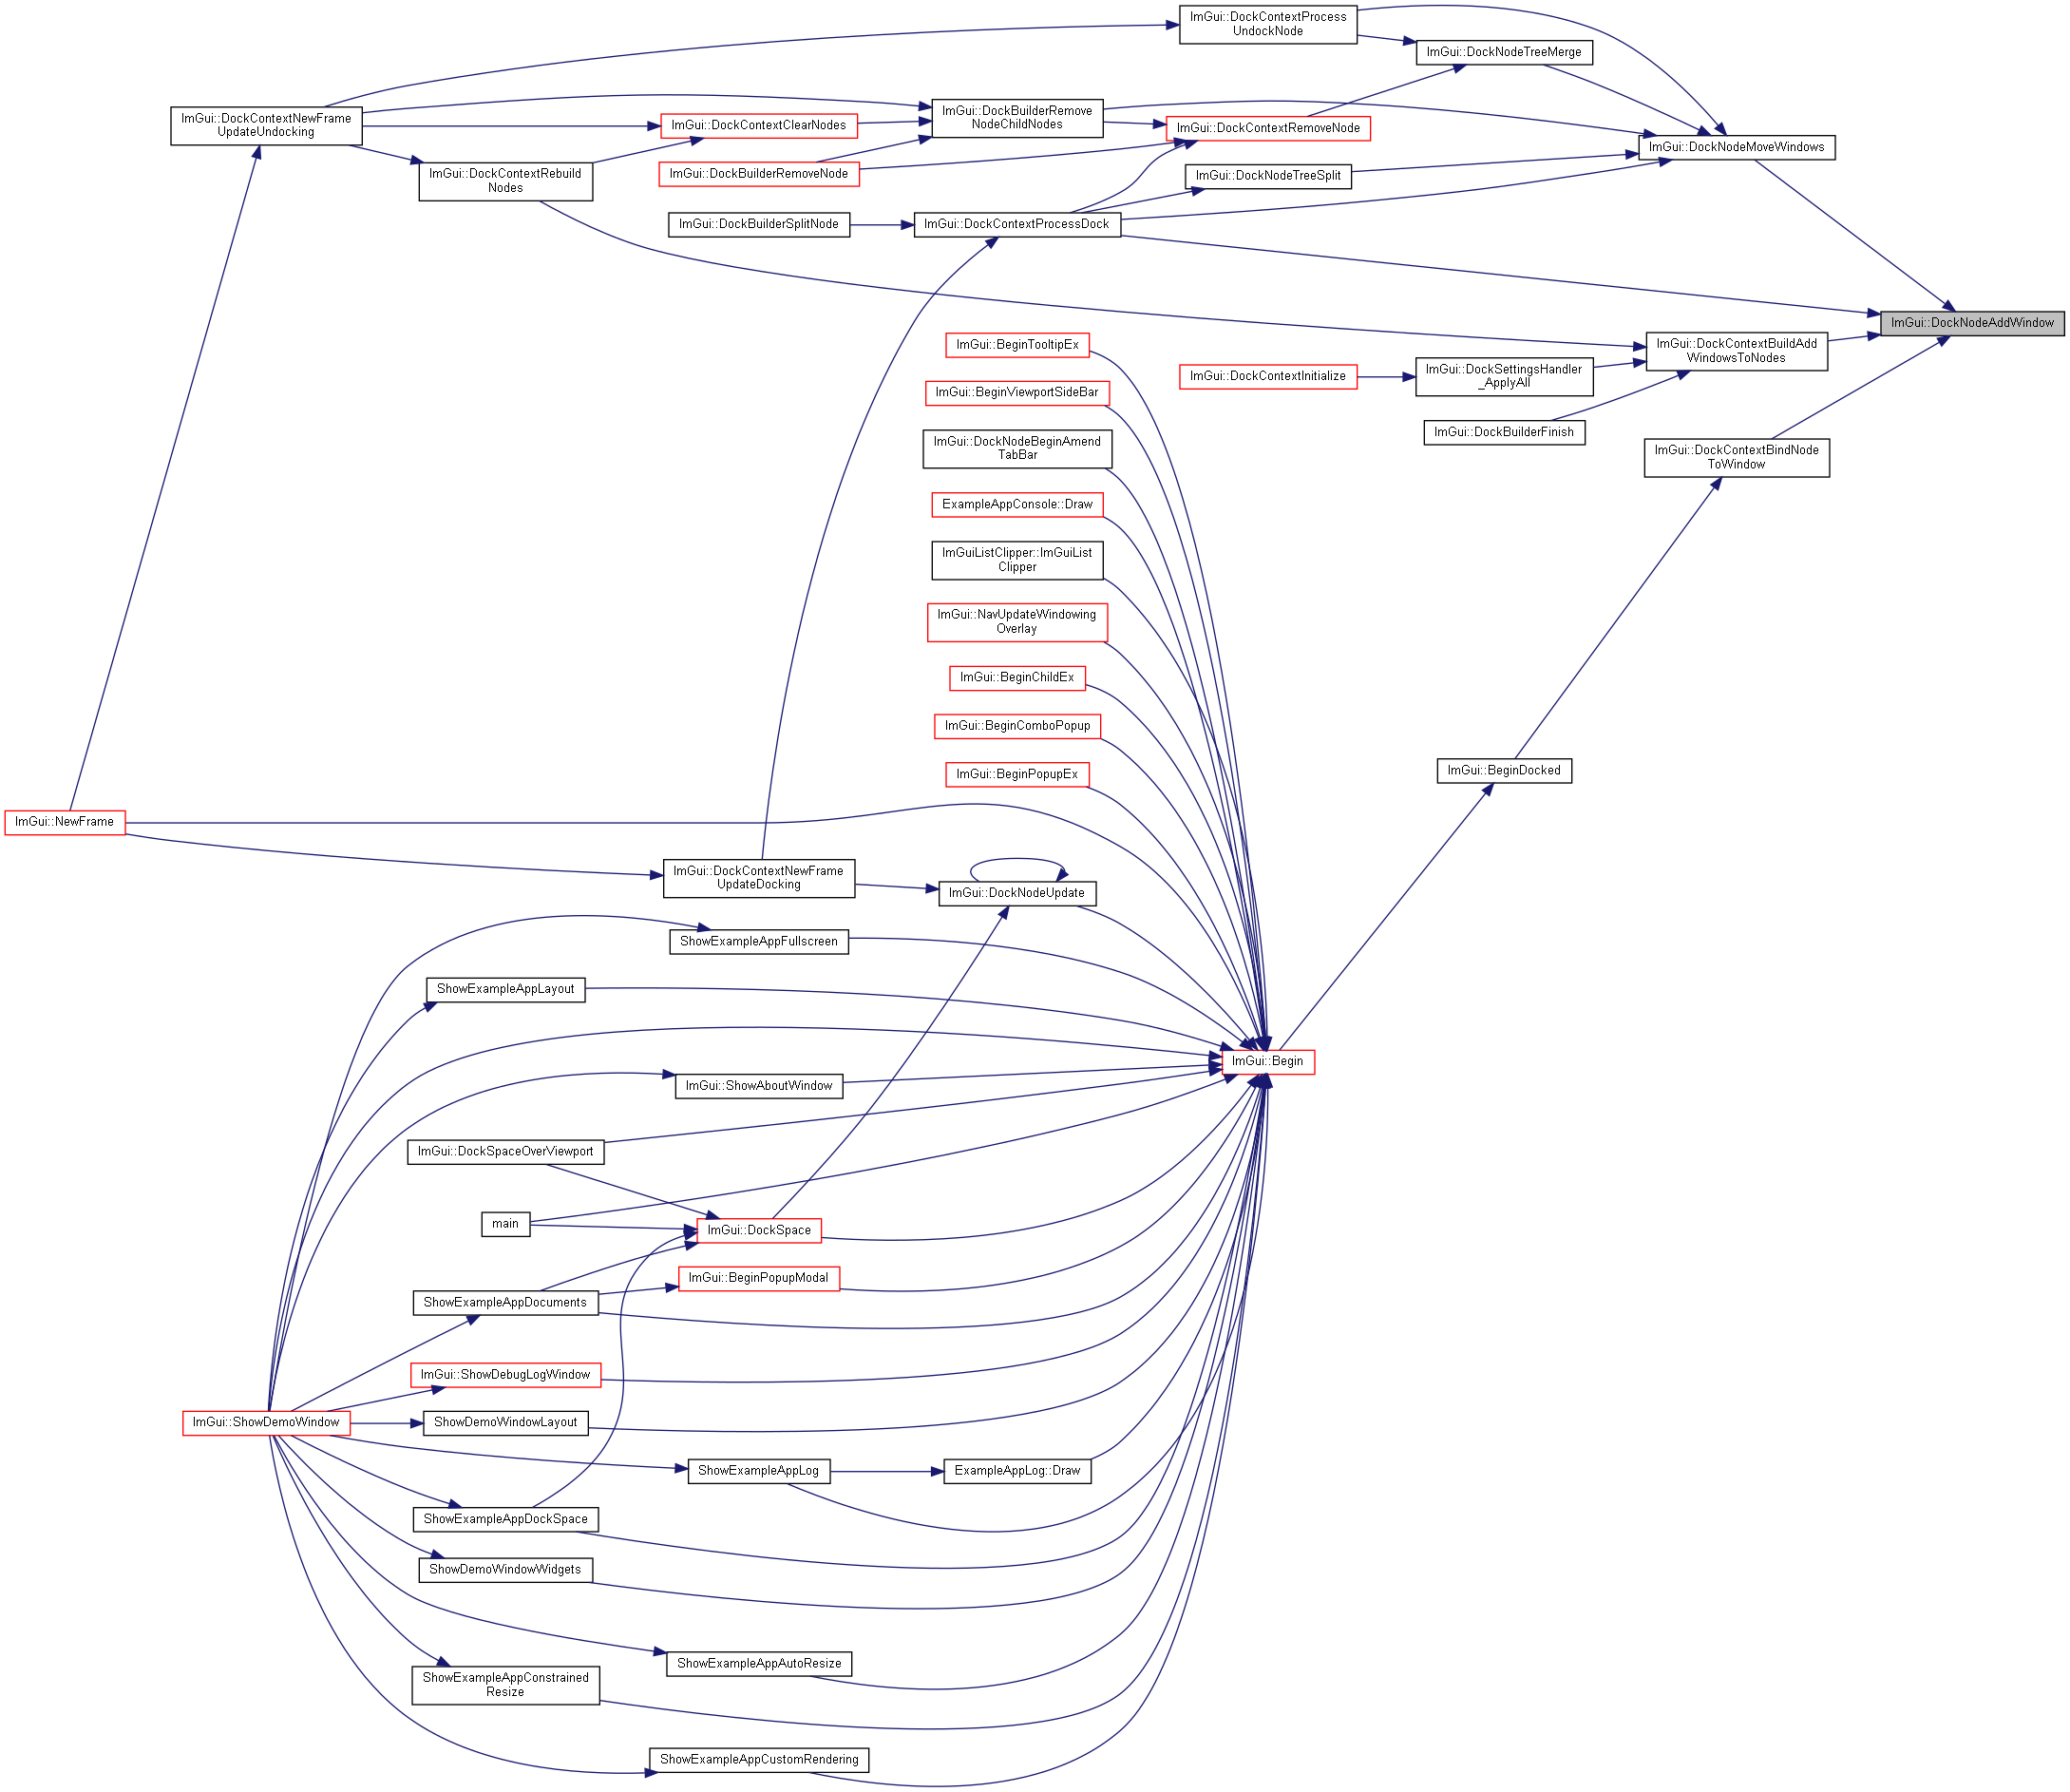 ImGui::DockContextProcess
UndockNode
ImGui::DockNodeTreeMerge
ImGui::DockContextNewFrame
UpdateUndocking
ImGui::DockBuilderRemove
NodeChildNodes
ImGui::DockContextClearNodes
ImGui::DockContextRemoveNode
ImGui::DockNodeMoveWindows
ImGui::DockContextRebuild
Nodes
ImGui::DockBuilderRemoveNode
ImGui::DockNodeTreeSplit
ImGui::DockBuilderSplitNode
ImGui::DockContextProcessDock
ImGui::DockNodeAddWindow
ImGui::BeginTooltipEx
ImGui::DockContextBuildAdd
WindowsToNodes
ImGui::DockContextInitialize
ImGui::DockSettingsHandler
_ApplyAll
ImGui::BeginViewportSideBar
ImGui::DockBuilderFinish
ImGui::DockNodeBeginAmend
TabBar
ImGui::DockContextBindNode
ToWindow
ExampleAppConsole::Draw
ImGuiListClipper::ImGuiList
Clipper
ImGui::NavUpdateWindowing
Overlay
ImGui::BeginChildEx
ImGui::BeginComboPopup
ImGui::BeginPopupEx
ImGui::BeginDocked
ImGui::NewFrame
ImGui::DockContextNewFrame
UpdateDocking
ImGui::DockNodeUpdate
ShowExampleAppFullscreen
ShowExampleAppLayout
ImGui::Begin
ImGui::ShowAboutWindow
ImGui::DockSpaceOverViewport
main
ImGui::DockSpace
ImGui::BeginPopupModal
ShowExampleAppDocuments
ImGui::ShowDebugLogWindow
ImGui::ShowDemoWindow
ShowDemoWindowLayout
ShowExampleAppLog
ExampleAppLog::Draw
ShowExampleAppDockSpace
ShowDemoWindowWidgets
ShowExampleAppAutoResize
ShowExampleAppConstrained
Resize
ShowExampleAppCustomRendering